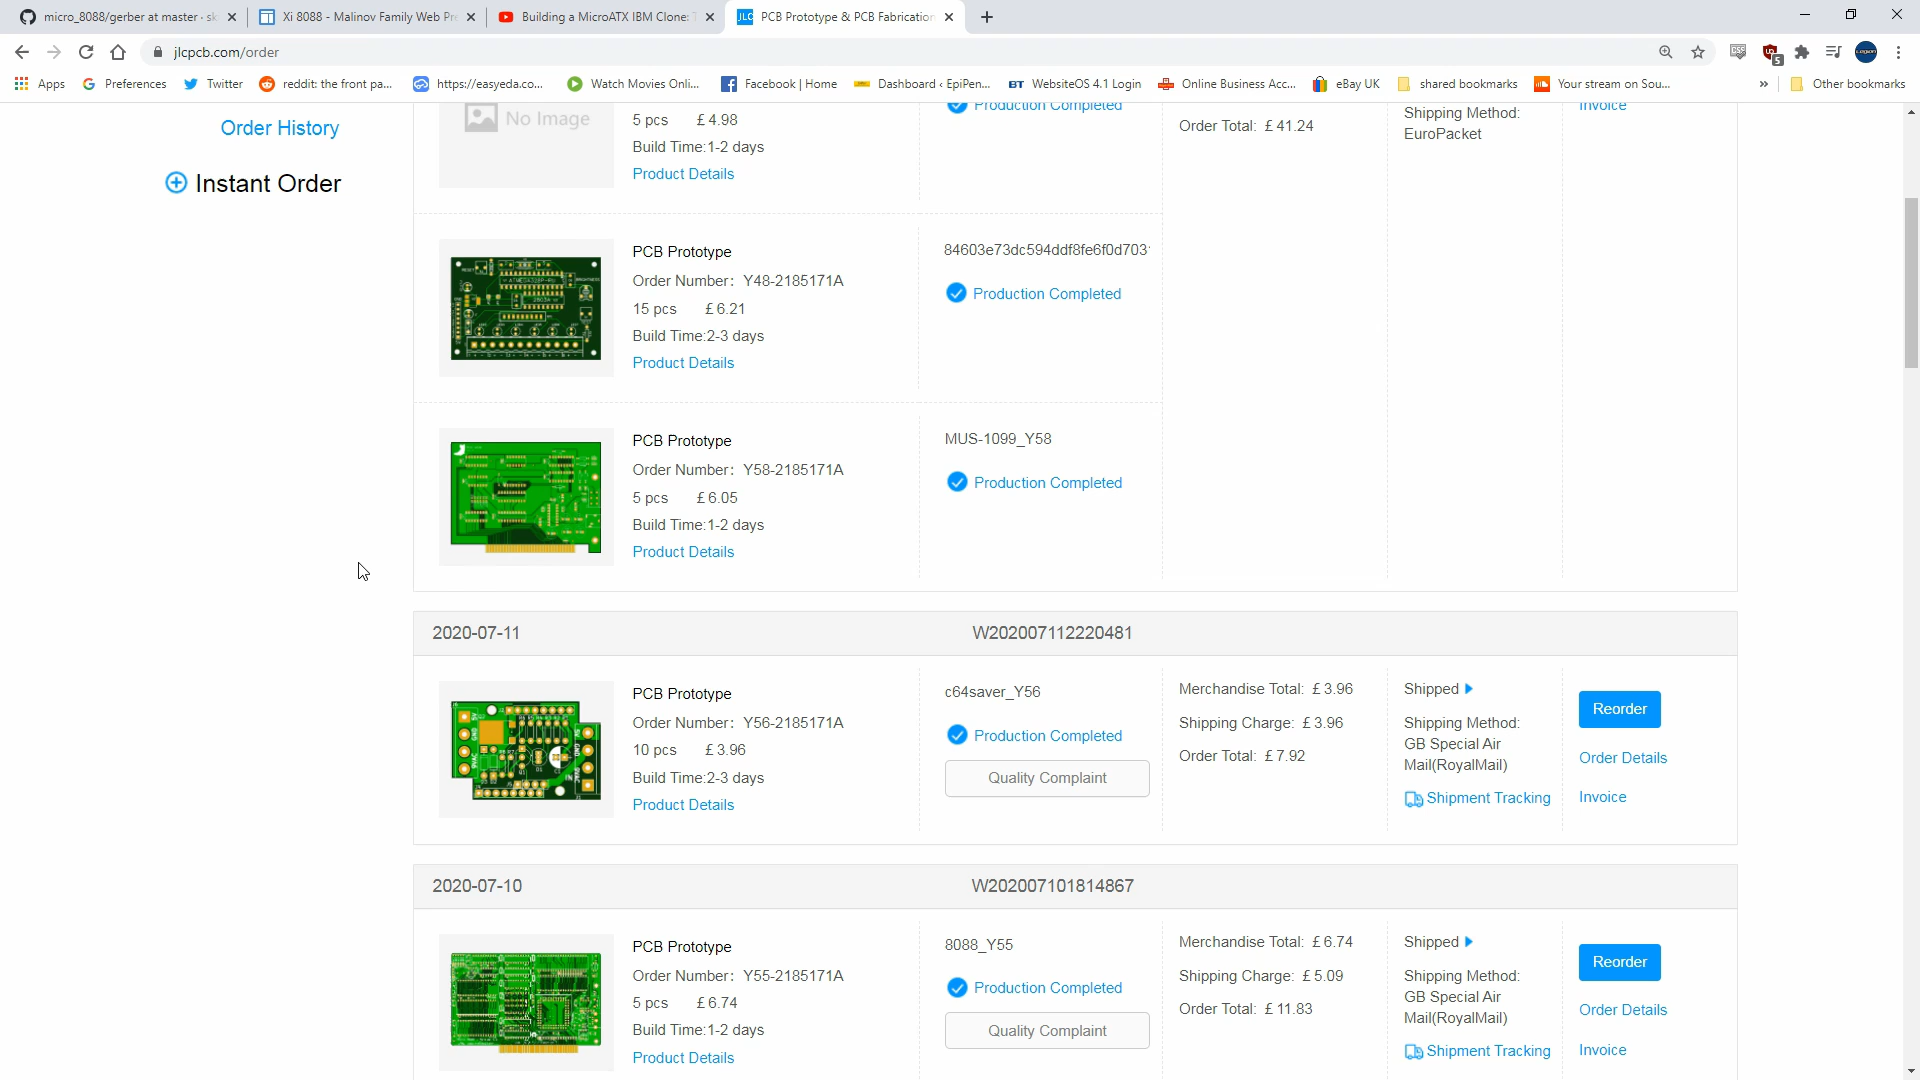 micro_8088/gerber at master · sk
Xi 8088 - Malinov Family Web Pre
Building a MicroATX IBM Clone: T
JLC PCB Prototype & PCB Fabrication
jlcpcb.com/order
5
Apps
Preferences
Twitter
reddit: the front pa...
https://easyeda.co...
Watch Movies Onli...
Facebook | Home
Dashboard ‹ EpiPen...
BT WebsiteOS 4.1 Login
Online Business Acc...
eBay UK
shared bookmarks
Your stream on Sou...
»
Other bookmarks
Order History
Instant Order
No Image
5 pcs £ 4.98
Build Time:1-2 days
Product Details
Production Completed
Order Total: £ 41.24
Shipping Method:
EuroPacket
Invoice
PCB Prototype
Order Number: Y48-2185171A
15 pcs £ 6.21
Build Time:2-3 days
Product Details
84603e73dc594ddf8fe6f0d703
Production Completed
PCB Prototype
Order Number: Y58-2185171A
5 pcs £ 6.05
Build Time:1-2 days
Product Details
MUS-1099_Y58
Production Completed
2020-07-11 W202007112220481
PCB Prototype
Order Number: Y56-2185171A
10 pcs £ 3.96
Build Time:2-3 days
Product Details
c64saver_Y56
Production Completed
Quality Complaint
Merchandise Total: £ 3.96
Shipping Charge: £ 3.96
Order Total: £ 7.92
Shipped
Shipping Method:
GB Special Air
Mail(RoyalMail)
Shipment Tracking
Reorder
Order Details
Invoice
2020-07-10 W202007101814867
PCB Prototype
Order Number: Y55-2185171A
5 pcs £ 6.74
Build Time:1-2 days
Product Details
8088_Y55
Production Completed
Quality Complaint
Merchandise Total: £ 6.74
Shipping Charge: £ 5.09
Order Total: £ 11.83
Shipped
Shipping Method:
GB Special Air
Mail(RoyalMail)
Shipment Tracking
Reorder
Order Details
Invoice